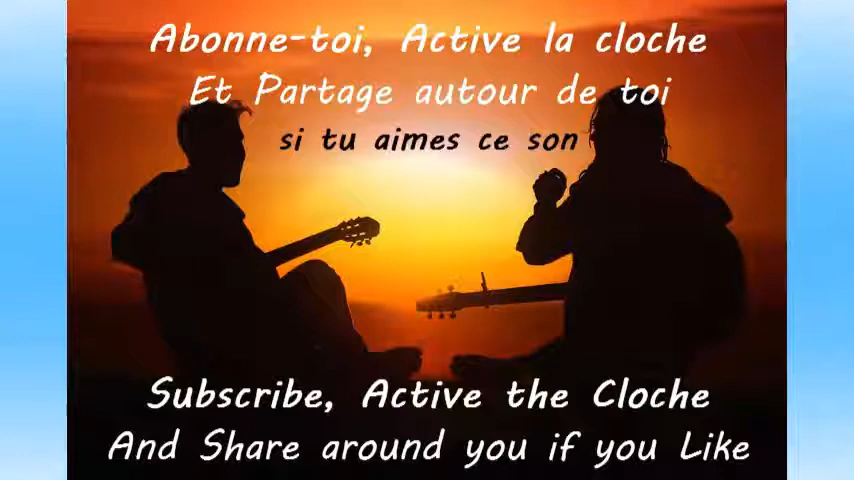 Abonne-toi, Active la cloche
Et Partage autour de toi
si tu aimes ce son
Subscribe, Active the Cloche
And Share around you if you Like